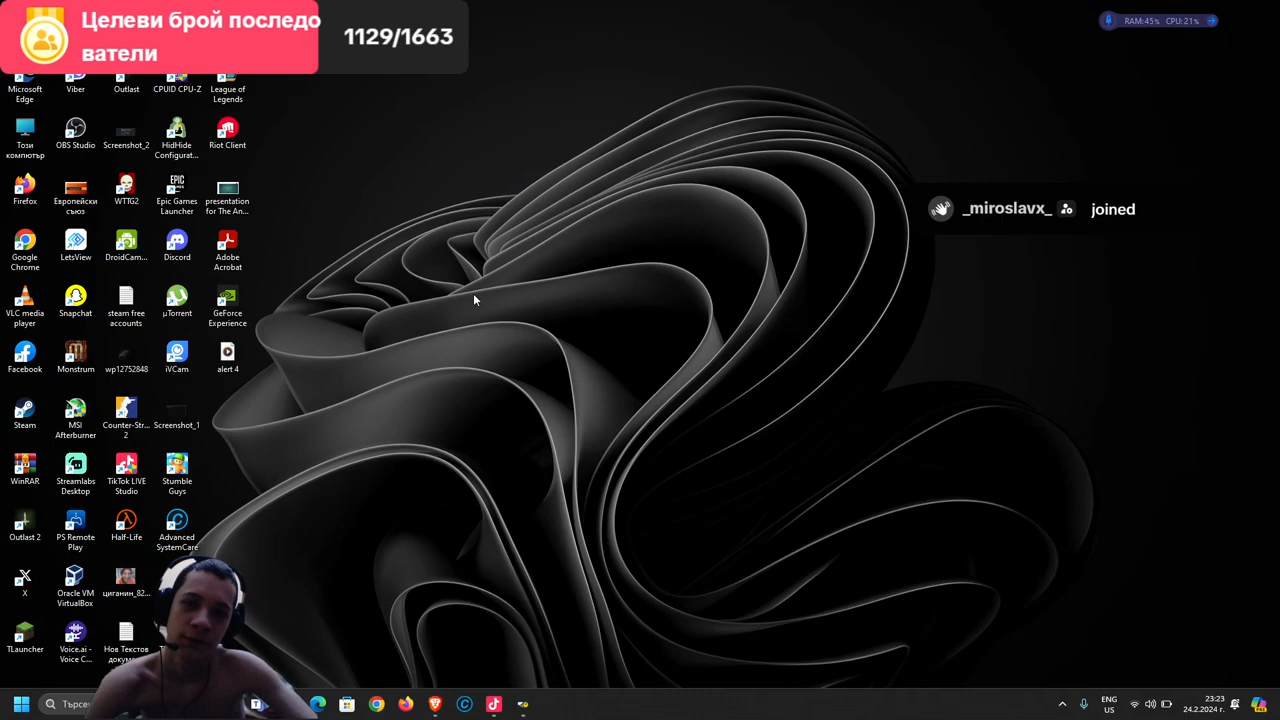 Целеви брой последо
ватели
1129/1663
RAM:45% CPU: 21%
Microsoft Edge
Viber
Outlast
CPUID CPU-Z
League of Legends
Този компютър
OBS Studio
Screenshot_2
HidHide Configurat...
Riot Client
Firefox
Европейски съюз
WTTG2
Epic Games Launcher
presentation for The An...
_miroslavx_ joined
Google Chrome
LetsView
DroidCam...
Discord
Adobe Acrobat
VLC media player
Snapchat
steam free accounts
µTorrent
GeForce Experience
Facebook
Monstrum
wp12752848
iVCam
alert 4
Steam
MSI Afterburner
Counter-Str... 2
Screenshot_1
WinRAR
Streamlabs Desktop
TikTok LIVE Studio
Stumble Guys
Outlast 2
PS Remote Play
Half-Life
Advanced SystemCare
X
Oracle VM VirtualBox
циганин_82...
TLauncher
Voice.ai - Voice C...
Нов Текстов докуме...
Търсе
ENG
US
23:23
24.2.2024 г.